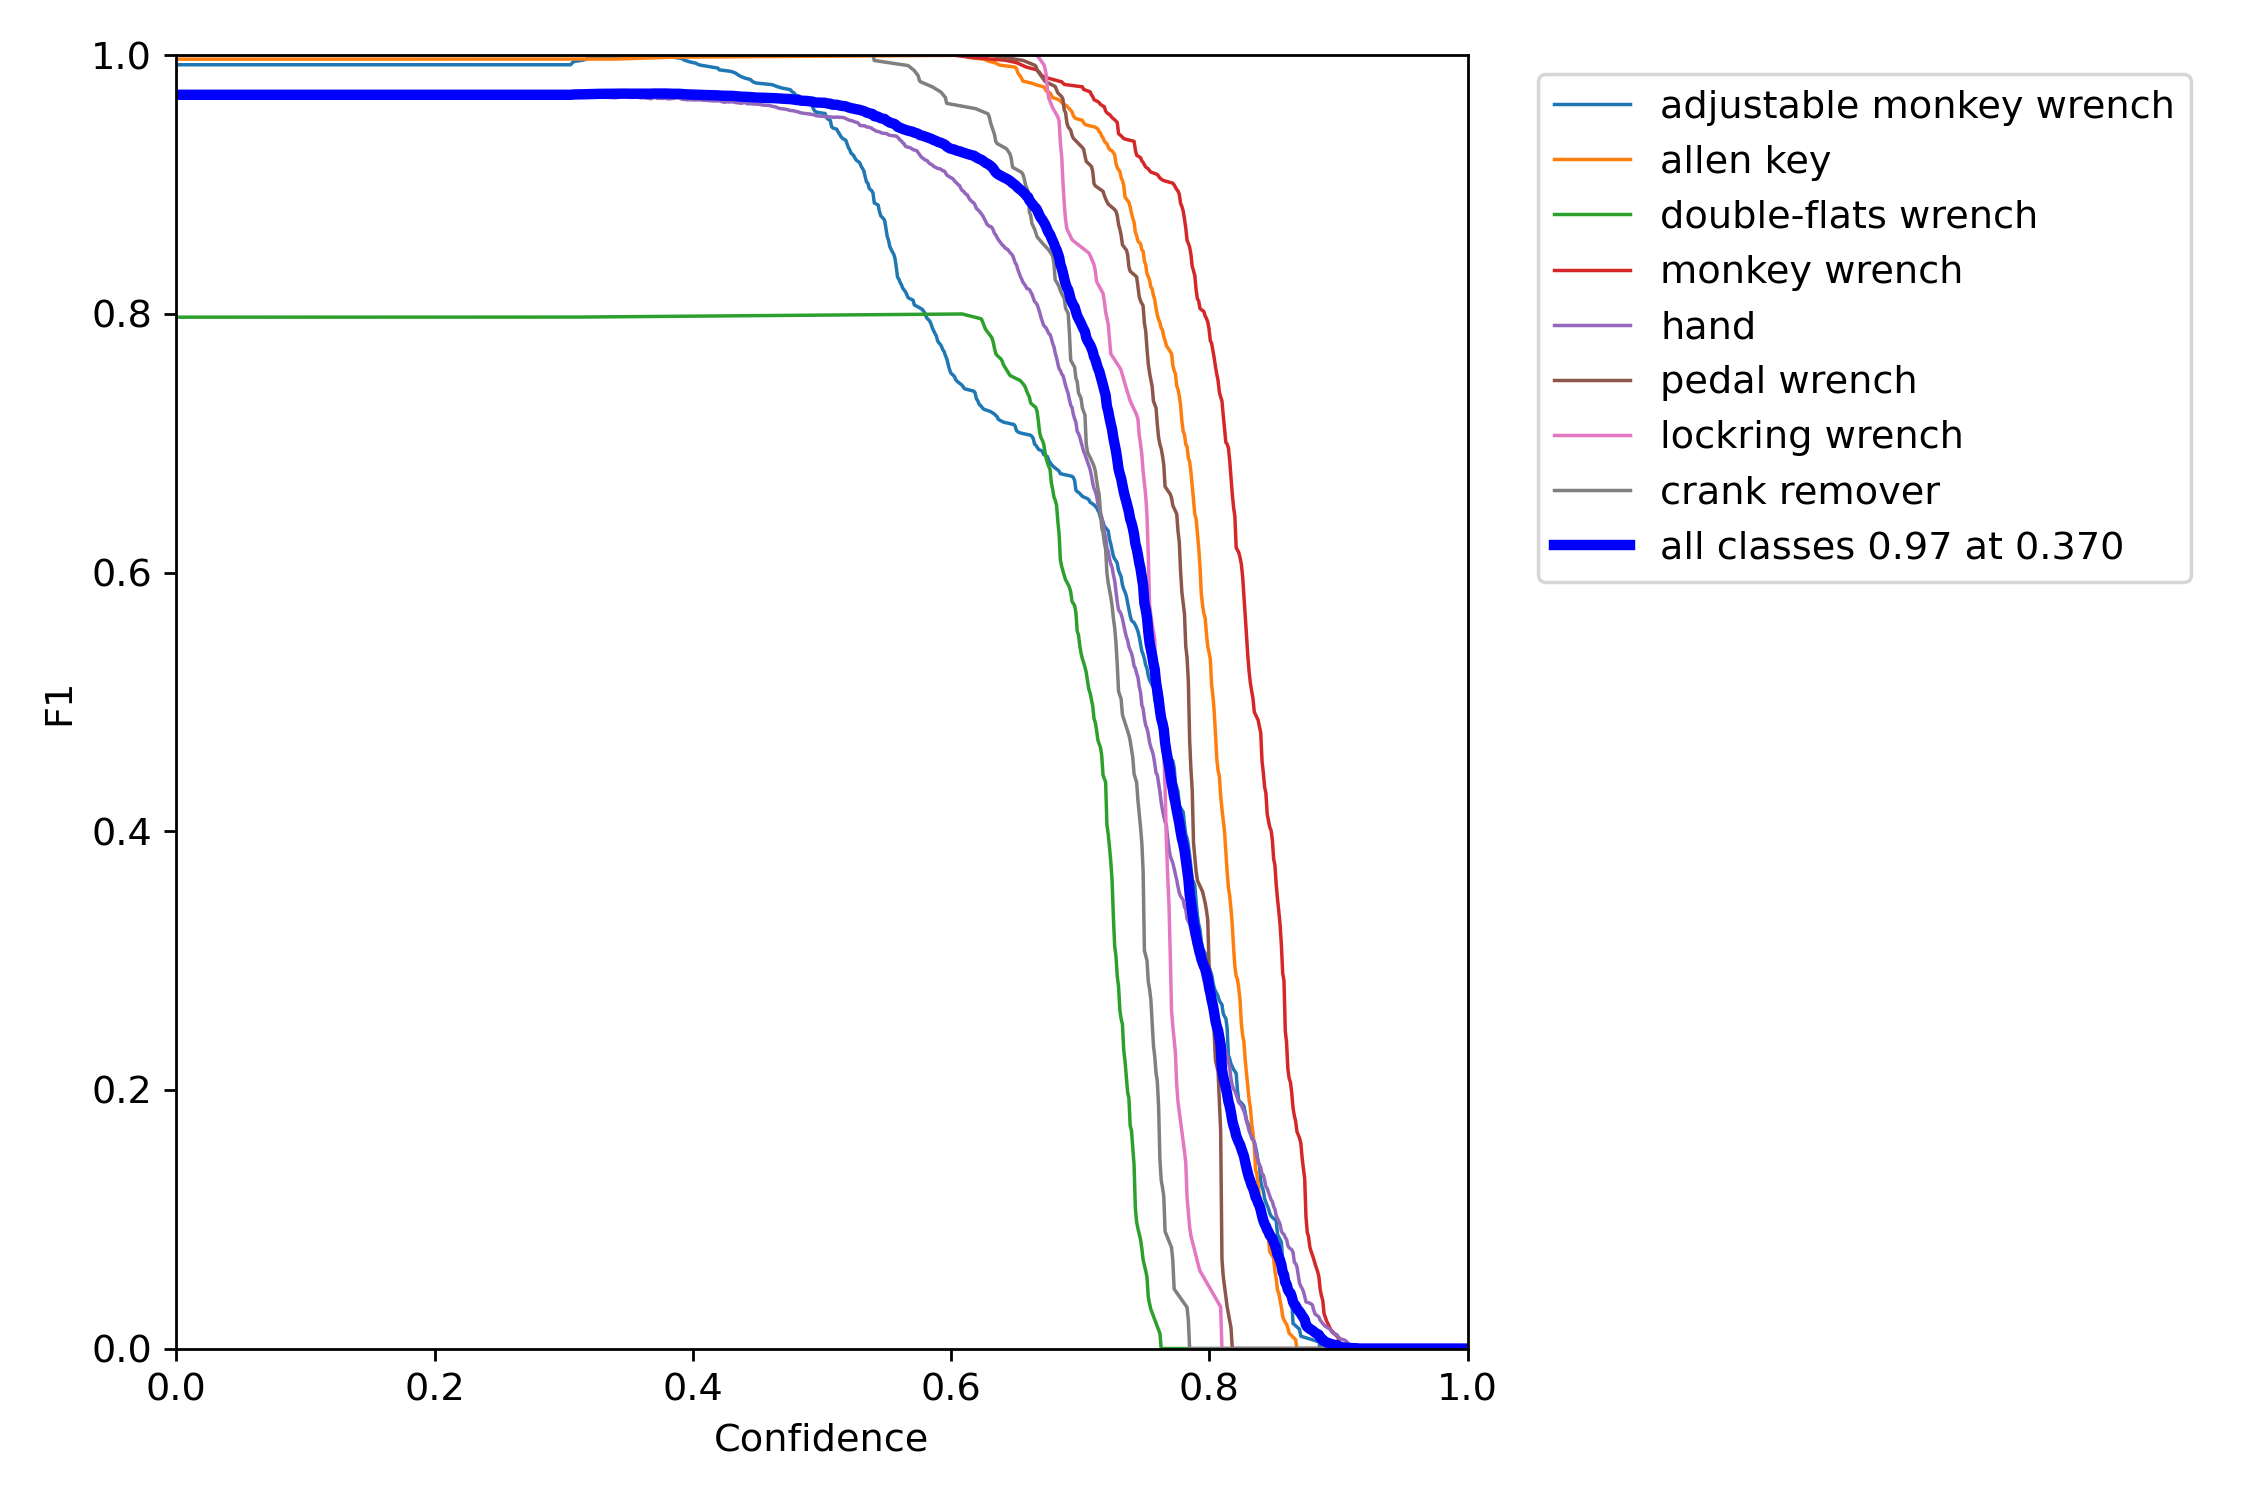 1.0
0.8
0.6
0.4
0.2
0.0
F1
0.0 0.2 0.4 0.6 0.8 1.0
Confidence
adjustable monkey wrench
allen key
double-flats wrench
monkey wrench
hand
pedal wrench
lockring wrench
crank remover
all classes 0.97 at 0.370